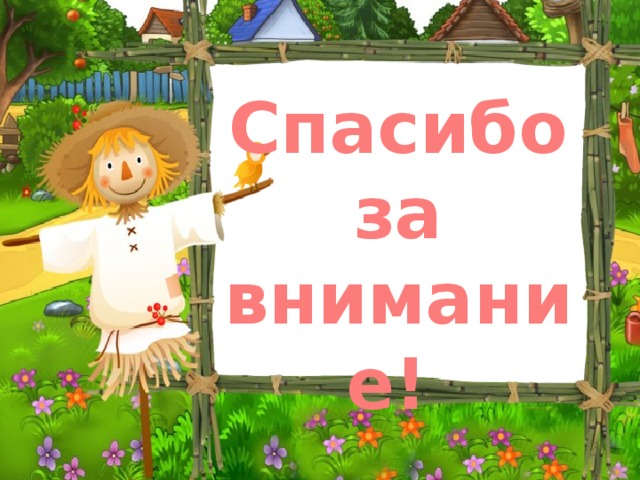 Спасибо
за
внимани
е!